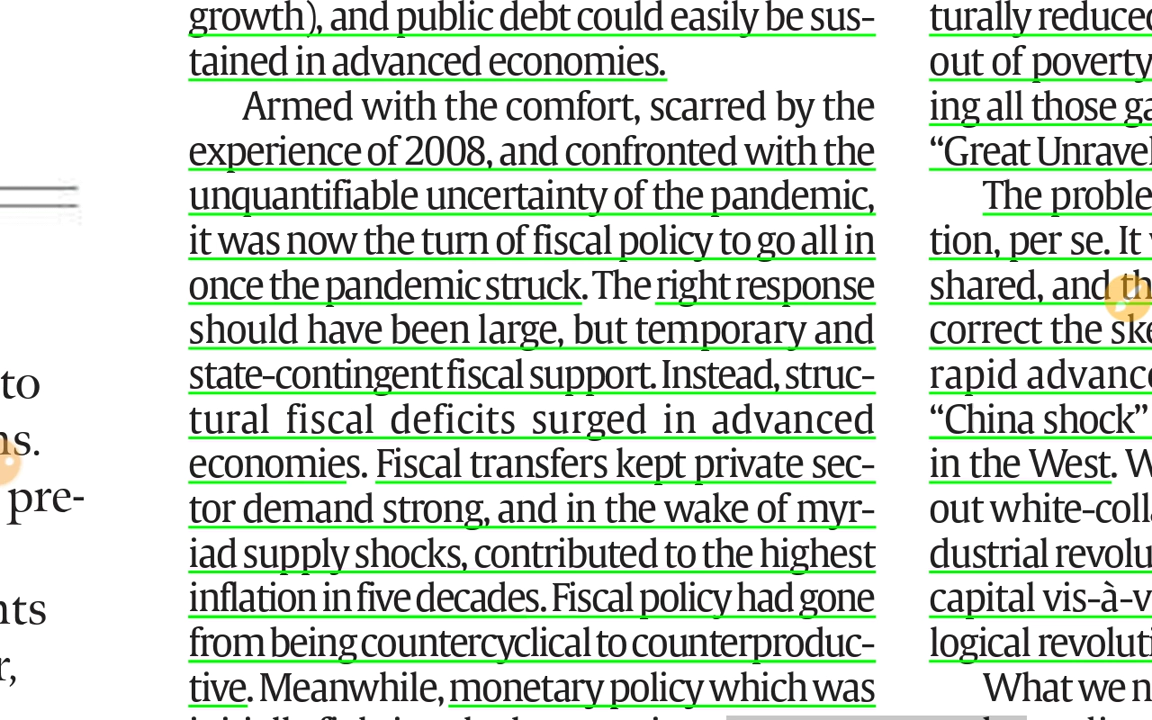 to
ns.
pre-
nts
r,
growth), and public debt could easily be sus-
tained in advanced economies.
Armed with the comfort, scarred by the
experience of 2008, and confronted with the
unquantifiable uncertainty of the pandemic,
it was now the turn of fiscal policy to go all in
once the pandemic struck. The right response
should have been large, but temporary and
state-contingent fiscal support. Instead, struc-
tural fiscal deficits surged in advanced
economies. Fiscal transfers kept private sec-
tor demand strong, and in the wake of myr-
iad supply shocks, contributed to the highest
inflation in five decades. Fiscal policy had gone
from being countercyclical to counterproduc-
tive. Meanwhile, monetary policy which was
turally reduced
out of poverty
ing all those ga
“Great Unravel
The proble
tion, per se. It
shared, and th
correct the ske
rapid advance
“China shock”
in the West. W
out white-coll
dustrial revolu
capital vis-à-v
logical revoluti
What we n